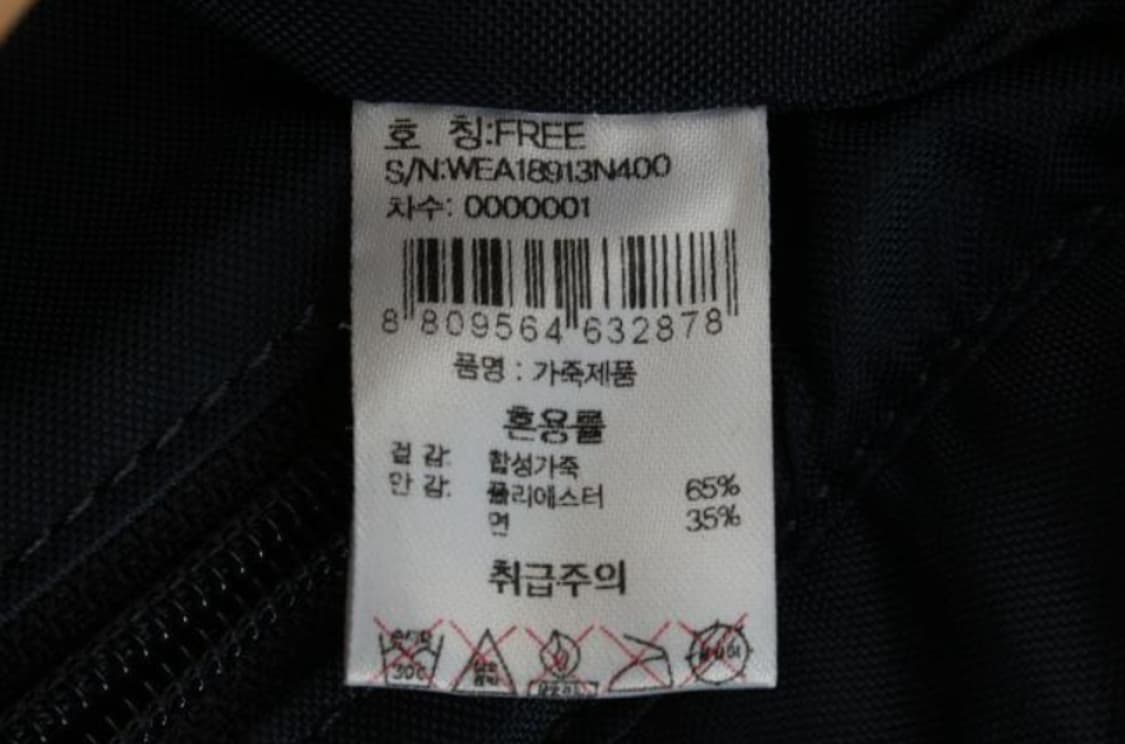 호 칭:FREE
S/N:WEA18913N400
차수: 0000001
8 809564 632878
품명 : 가죽제품
혼용률
겉 감: 합성가죽
안 감: 폴리에스터 65%
면 35%
취급주의
30℃